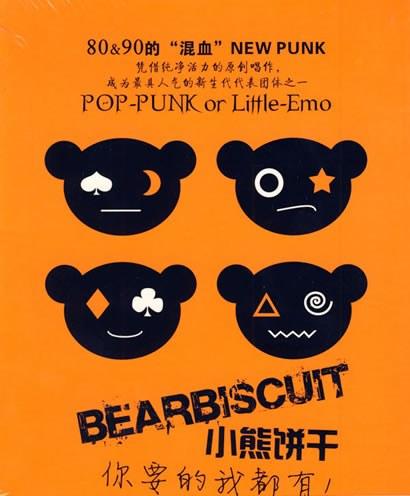 80&90的“混血”NEW PUNK
凭借纯净活力的原创唱作,
成为最具人气的新生代代表团体之一
POP-PUNK or Little-Emo
BEARBISCUIT
小熊饼干
你要的我都有!